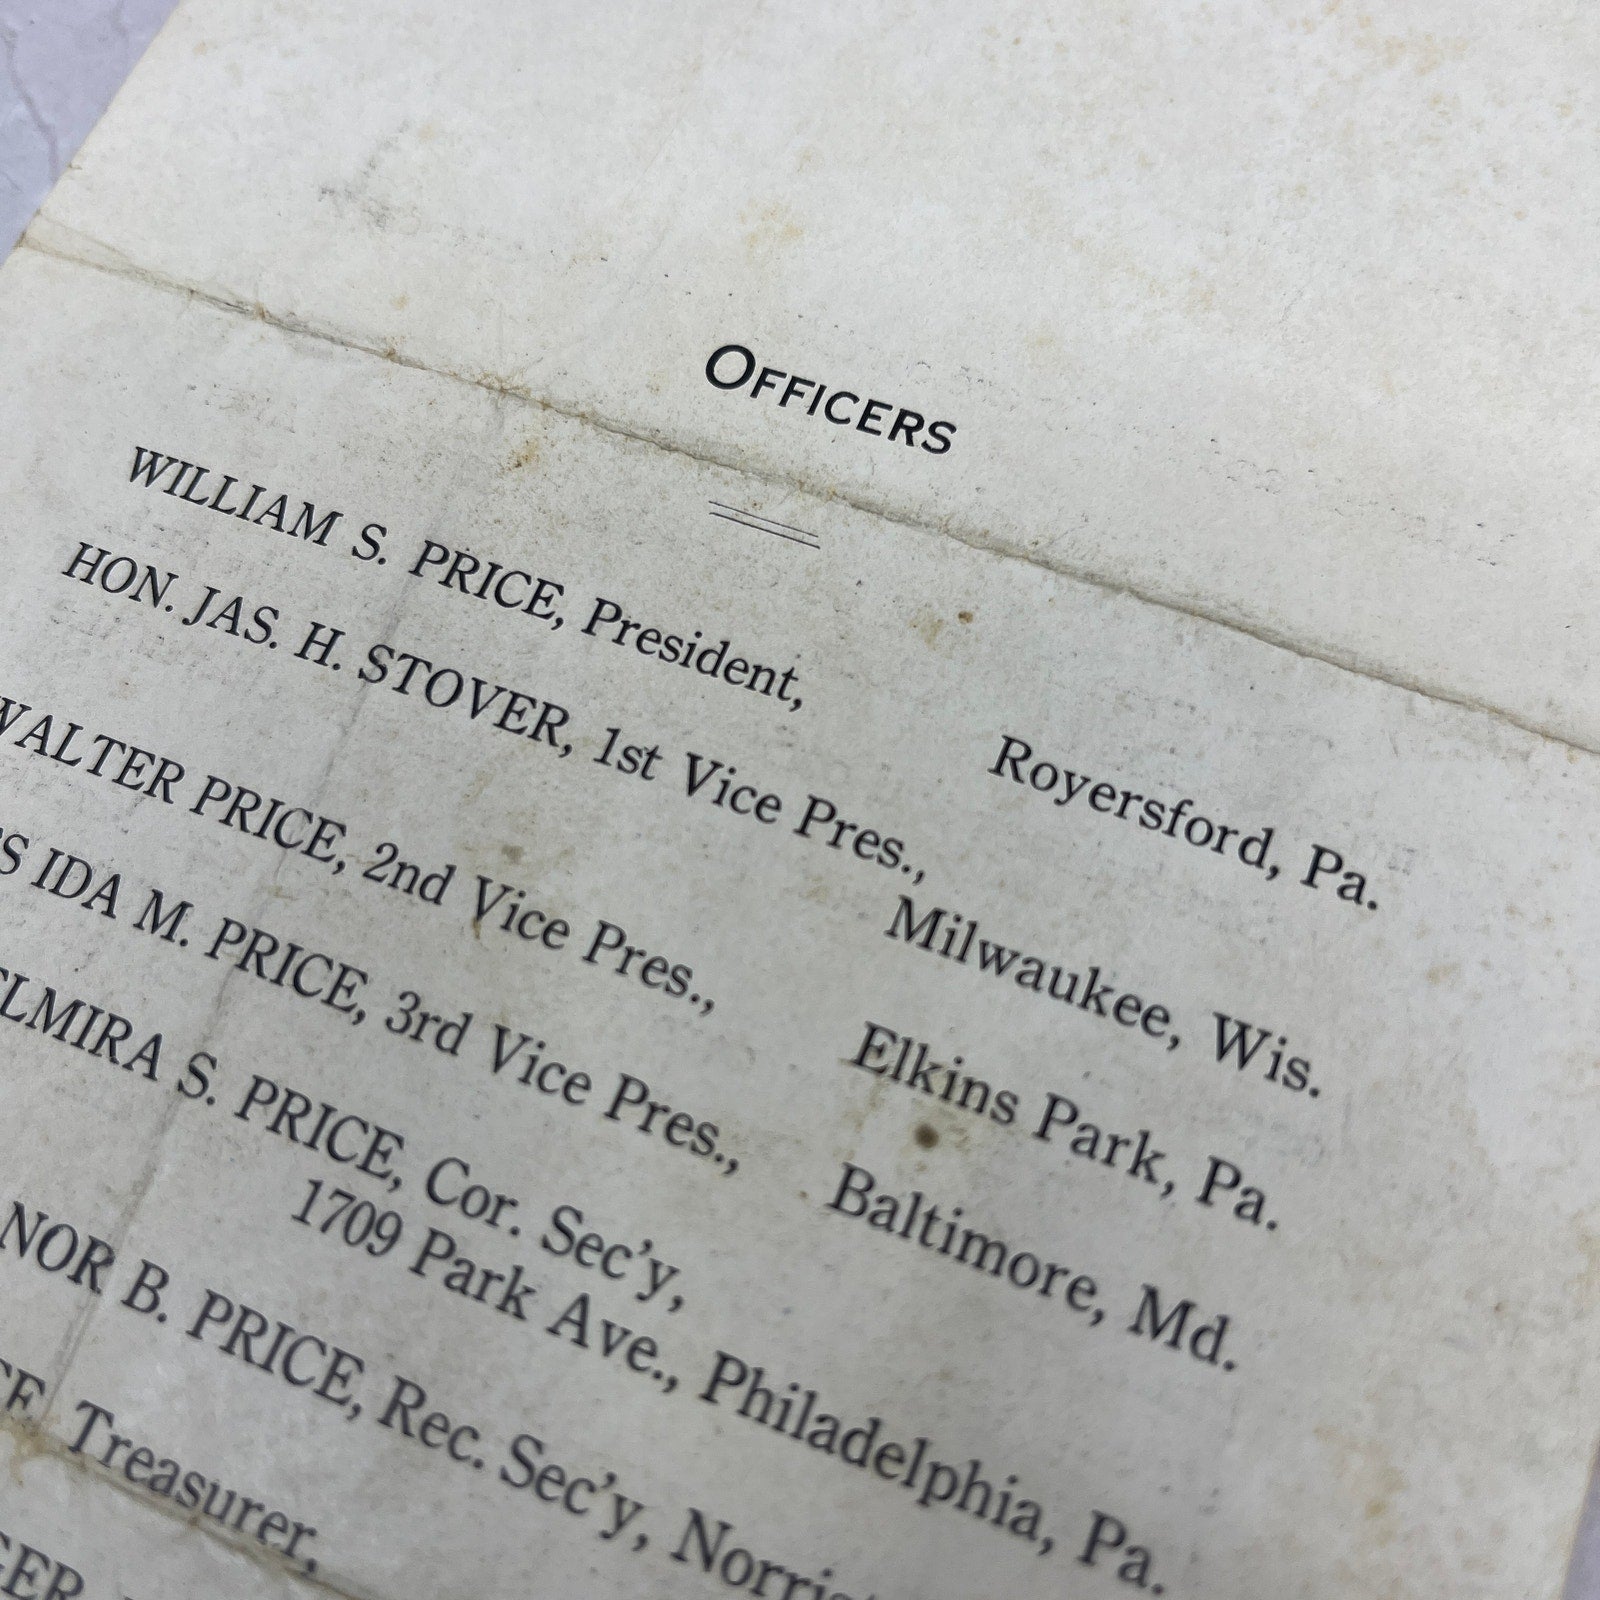 OFFICERS
WILLIAM S. PRICE, President, Royersford, Pa.
HON. JAS. H. STOVER, 1st Vice Pres., Milwaukee, Wis.
WALTER PRICE, 2nd Vice Pres., Elkins Park, Pa.
IDA M. PRICE, 3rd Vice Pres., Baltimore, Md.
ELMIRA S. PRICE, Cor. Sec'y,
1709 Park Ave., Philadelphia, Pa.
NOR B. PRICE, Rec. Sec'y,
Treasurer,